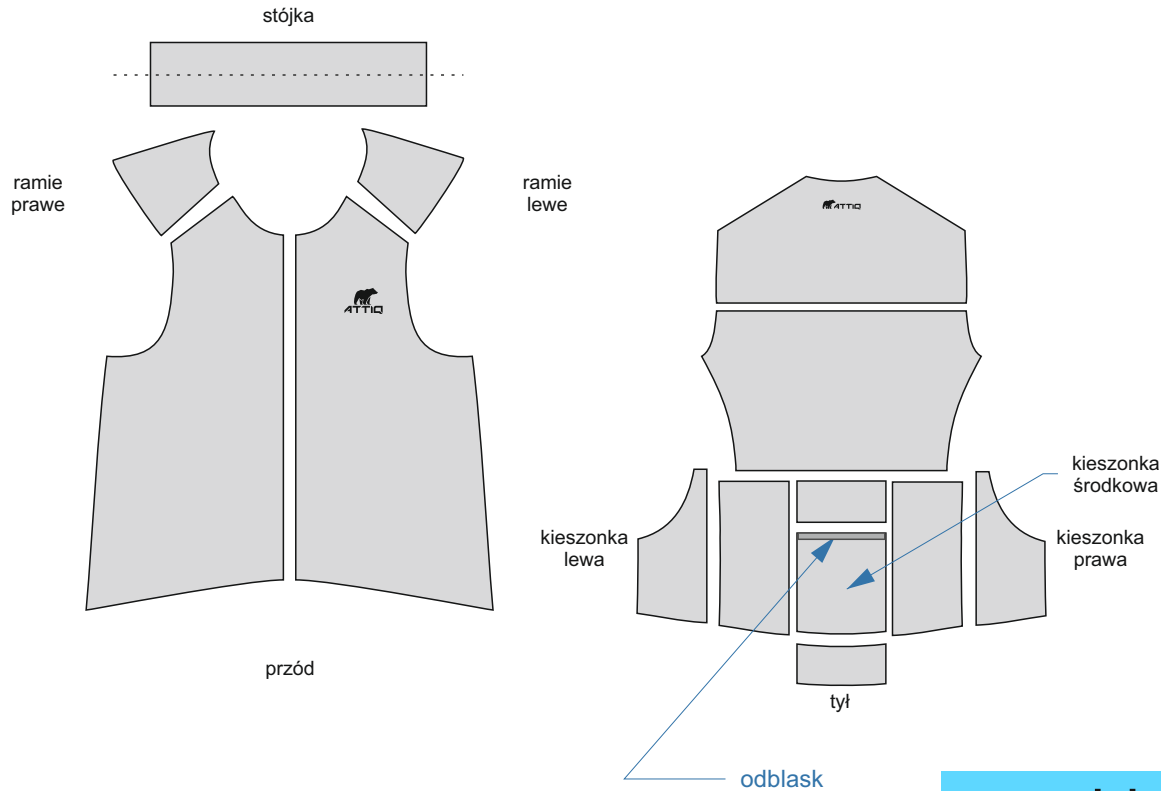 stójka
ramie
prawe
ramie
lewe
ATTIQ
ATTIQ
kieszonka
środkowa
kieszonka
lewa
kieszonka
prawa
przód
tył
odblask